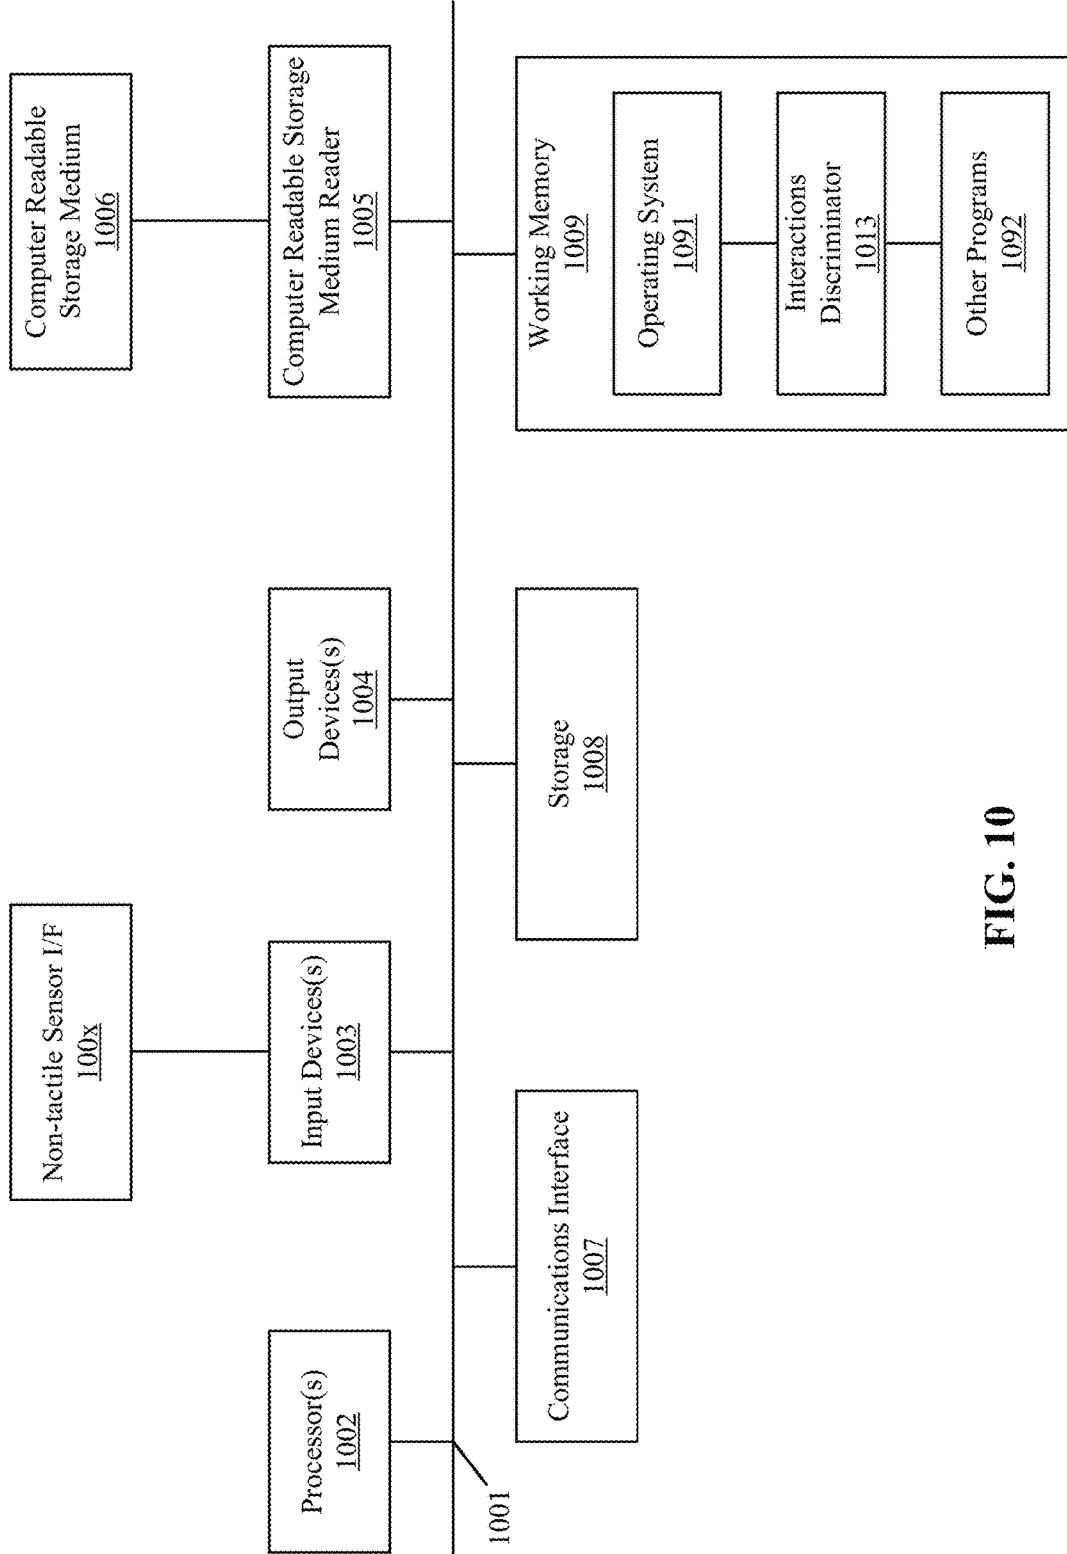 Non-tactile Sensor I/F
100x
Computer Readable
Storage Medium
1006
Processor(s)
1002
Input Devices(s)
1003
Output
Devices(s)
1004
Computer Readable Storage
Medium Reader
1005
1001
Communications Interface
1007
Storage
1008
Working Memory
1009
Operating System
1091
Interactions
Discriminator
1013
Other Programs
1092
FIG. 10